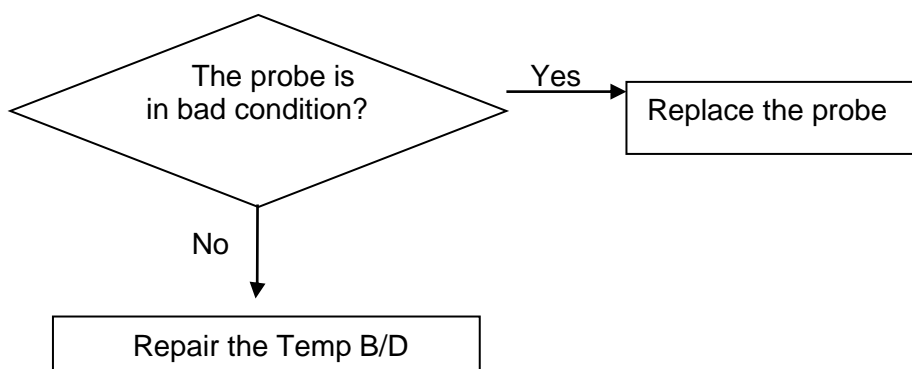 The probe is
in bad condition?
Yes
Replace the probe
No
Repair the Temp B/D